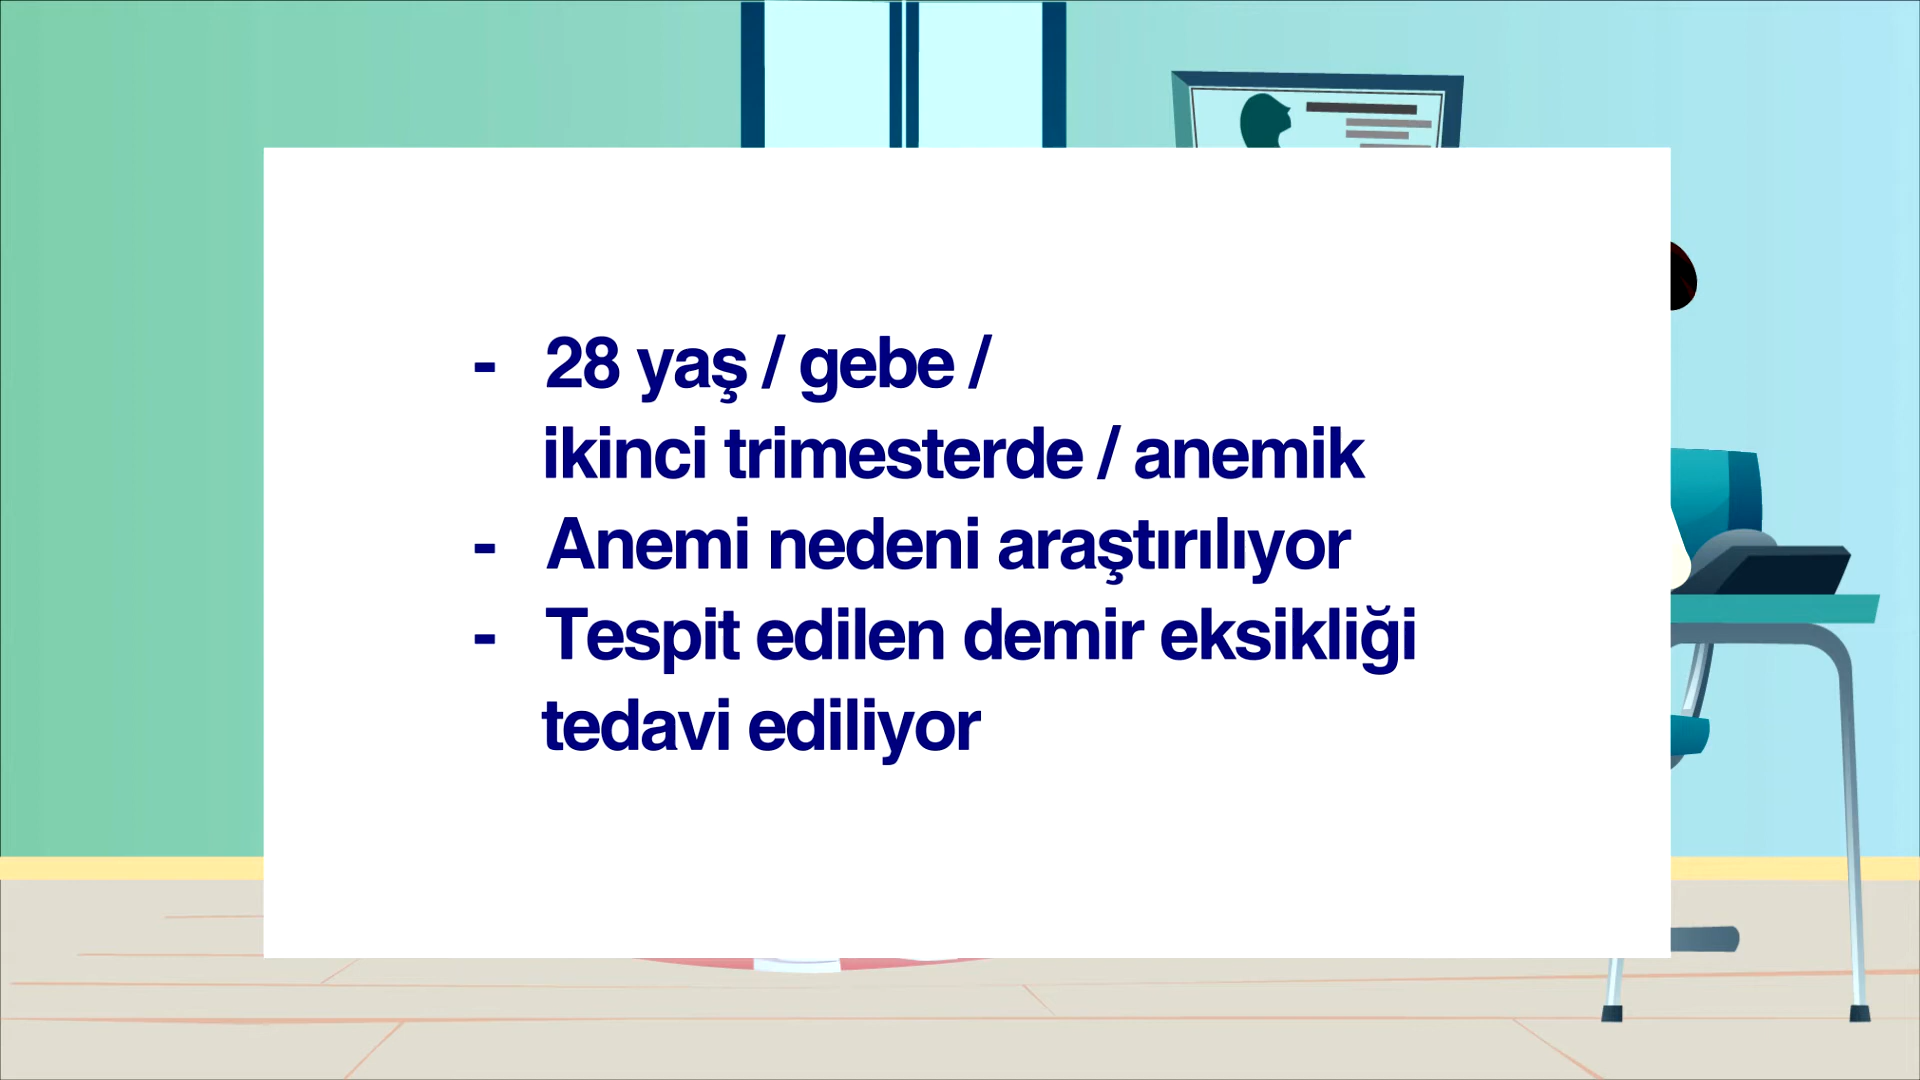 - 28 yaş / gebe /
ikinci trimesterde / anemik
- Anemi nedeni araştırılıyor
- Tespit edilen demir eksikliği
tedavi ediliyor